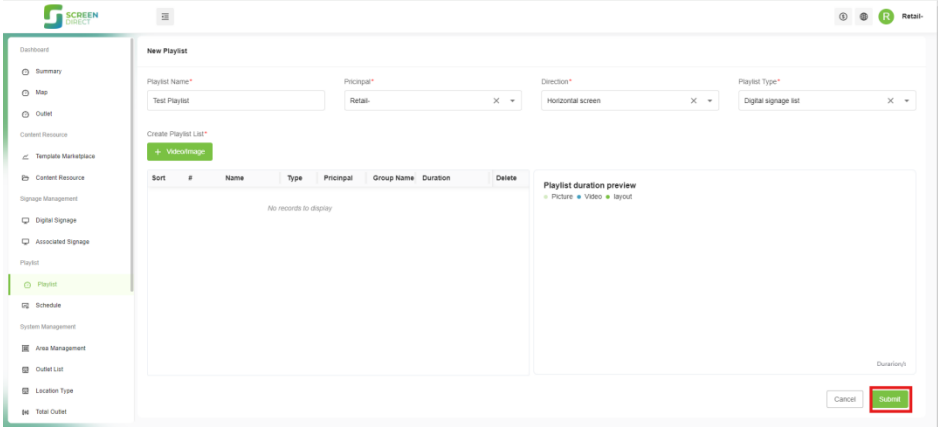 SCREEN
DIRECT
R
Retail-
Dashboard
Summary
Map
Outlet
Content Resource
Template Marketplace
Content Resource
Signage Management
Digital Signage
Associated Signage
Playlist
Playlist
Schedule
System Management
Area Management
Outlet List
Location Type
Total Outlet
New Playlist
Playlist Name*
Pricinpal*
Direction*
Playlist Type*
Test Playlist
Retail-
Horizontal screen
Digital signage list
Create Playlist List*
+ Video/Image
Sort # Name Type Pricinpal Group Name Duration Delete
No records to display
Playlist duration preview
Picture Video layout
Cancel
Submit